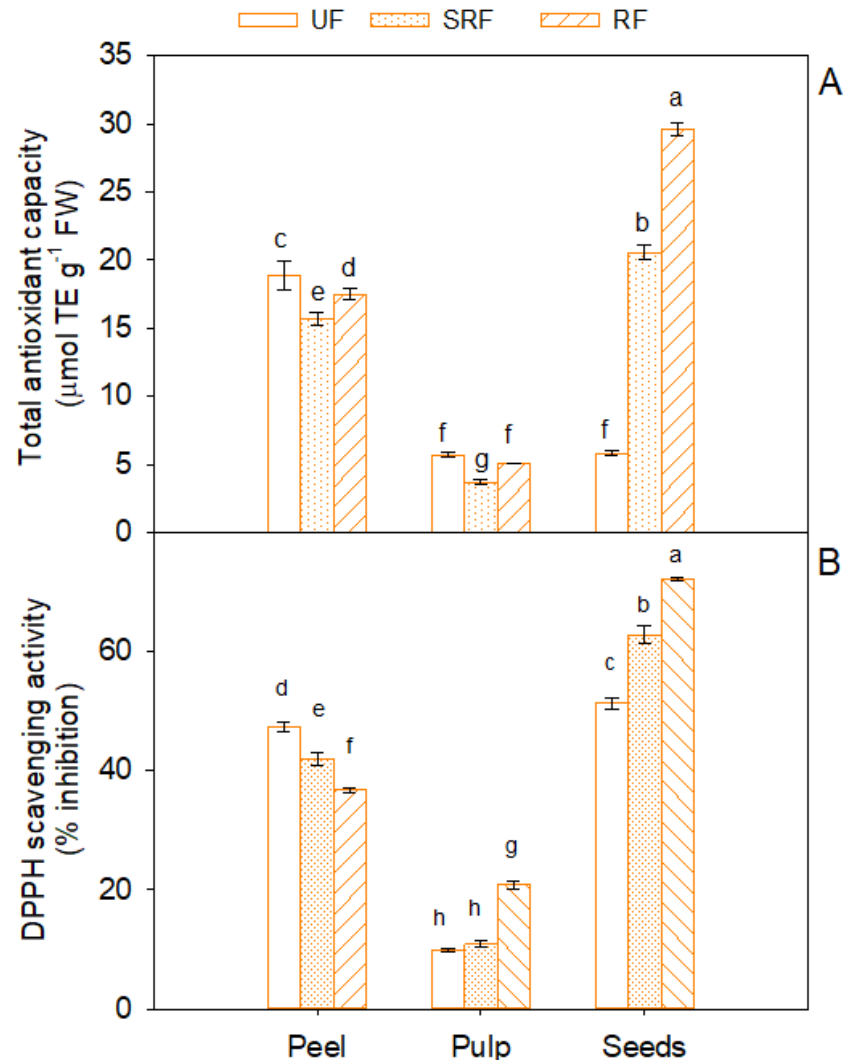 UF SRF RF
A
Total antioxidant capacity
(μmol TE g⁻¹ FW)
35
30
25
20
15
10
5
0
c
e
d
f
g
f
f
b
a
B
DPPH scavenging activity
(% inhibition)
60
40
20
0
d
e
f
h
h
g
c
b
a
Peel Pulp Seeds